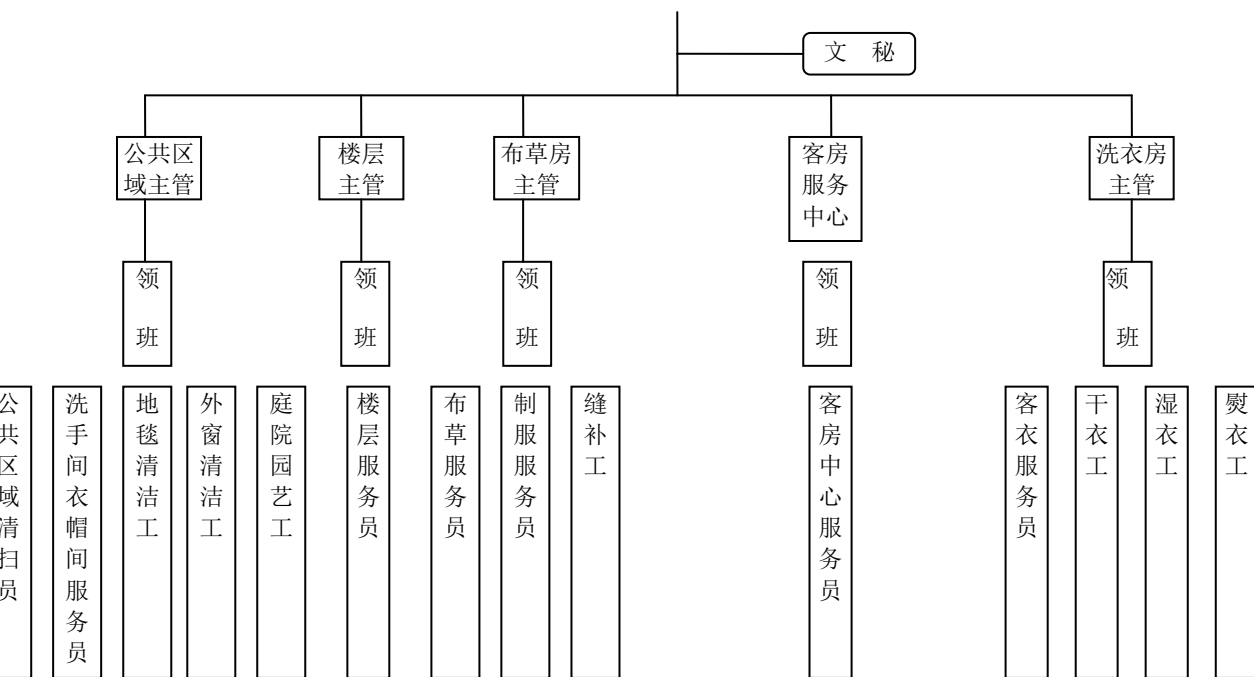 文 秘
公共区
域主管
楼层
主管
布草房
主管
客房
服务
中心
洗衣房
主管
领班
领班
领班
领班
领班
公共区域清扫员
洗手间衣帽间服务员
地毯清洁工
外窗清洁工
庭院园艺工
楼层服务员
布草服务员
制服服务员
缝补工
客房中心服务员
客衣服务员
干衣工
湿衣工
熨衣工